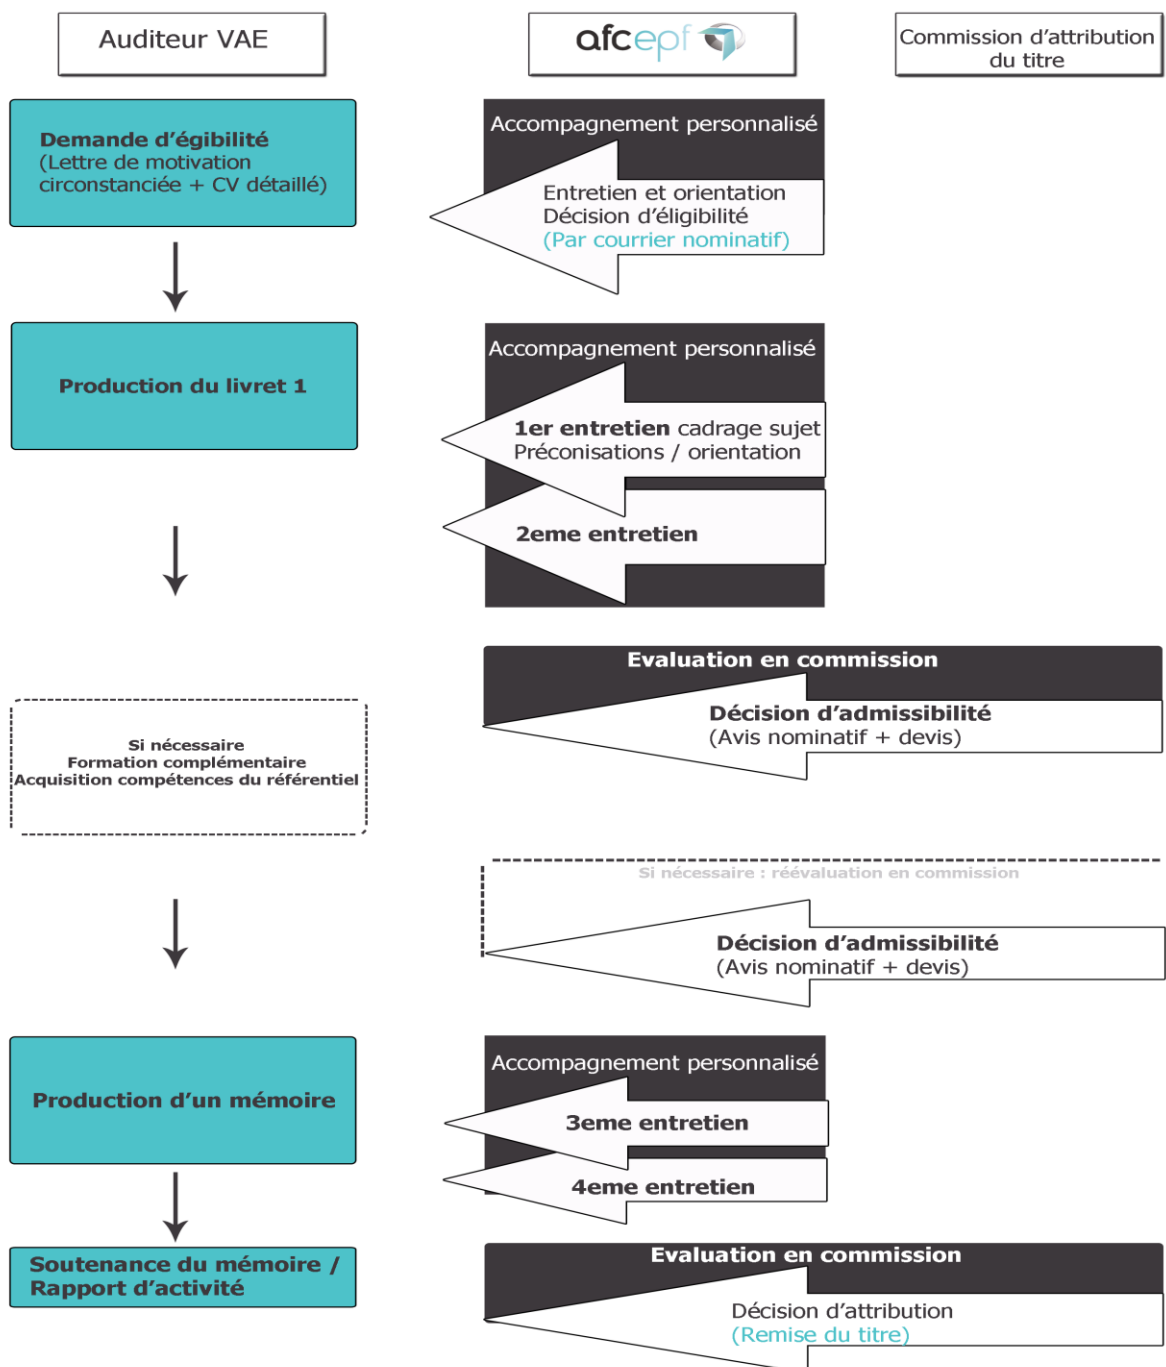 Auditeur VAE
afcepf
Commission d'attribution
du titre
Demande d'égibilité
(Lettre de motivation
circonstanciée + CV détaillé)
Accompagnement personnalisé
Entretien et orientation
Décision d'éligibilité
(Par courrier nominatif)
Production du livret 1
Accompagnement personnalisé
1er entretien cadrage sujet
Préconisations / orientation
2eme entretien
Evaluation en commission
Décision d'admissibilité
(Avis nominatif + devis)
Si nécessaire
Formation complémentaire
Acquisition compétences du référentiel
Si nécessaire : réévaluation en commission
Décision d'admissibilité
(Avis nominatif + devis)
Production d'un mémoire
Accompagnement personnalisé
3eme entretien
4eme entretien
Soutenance du mémoire /
Rapport d'activité
Evaluation en commission
Décision d'attribution
(Remise du titre)